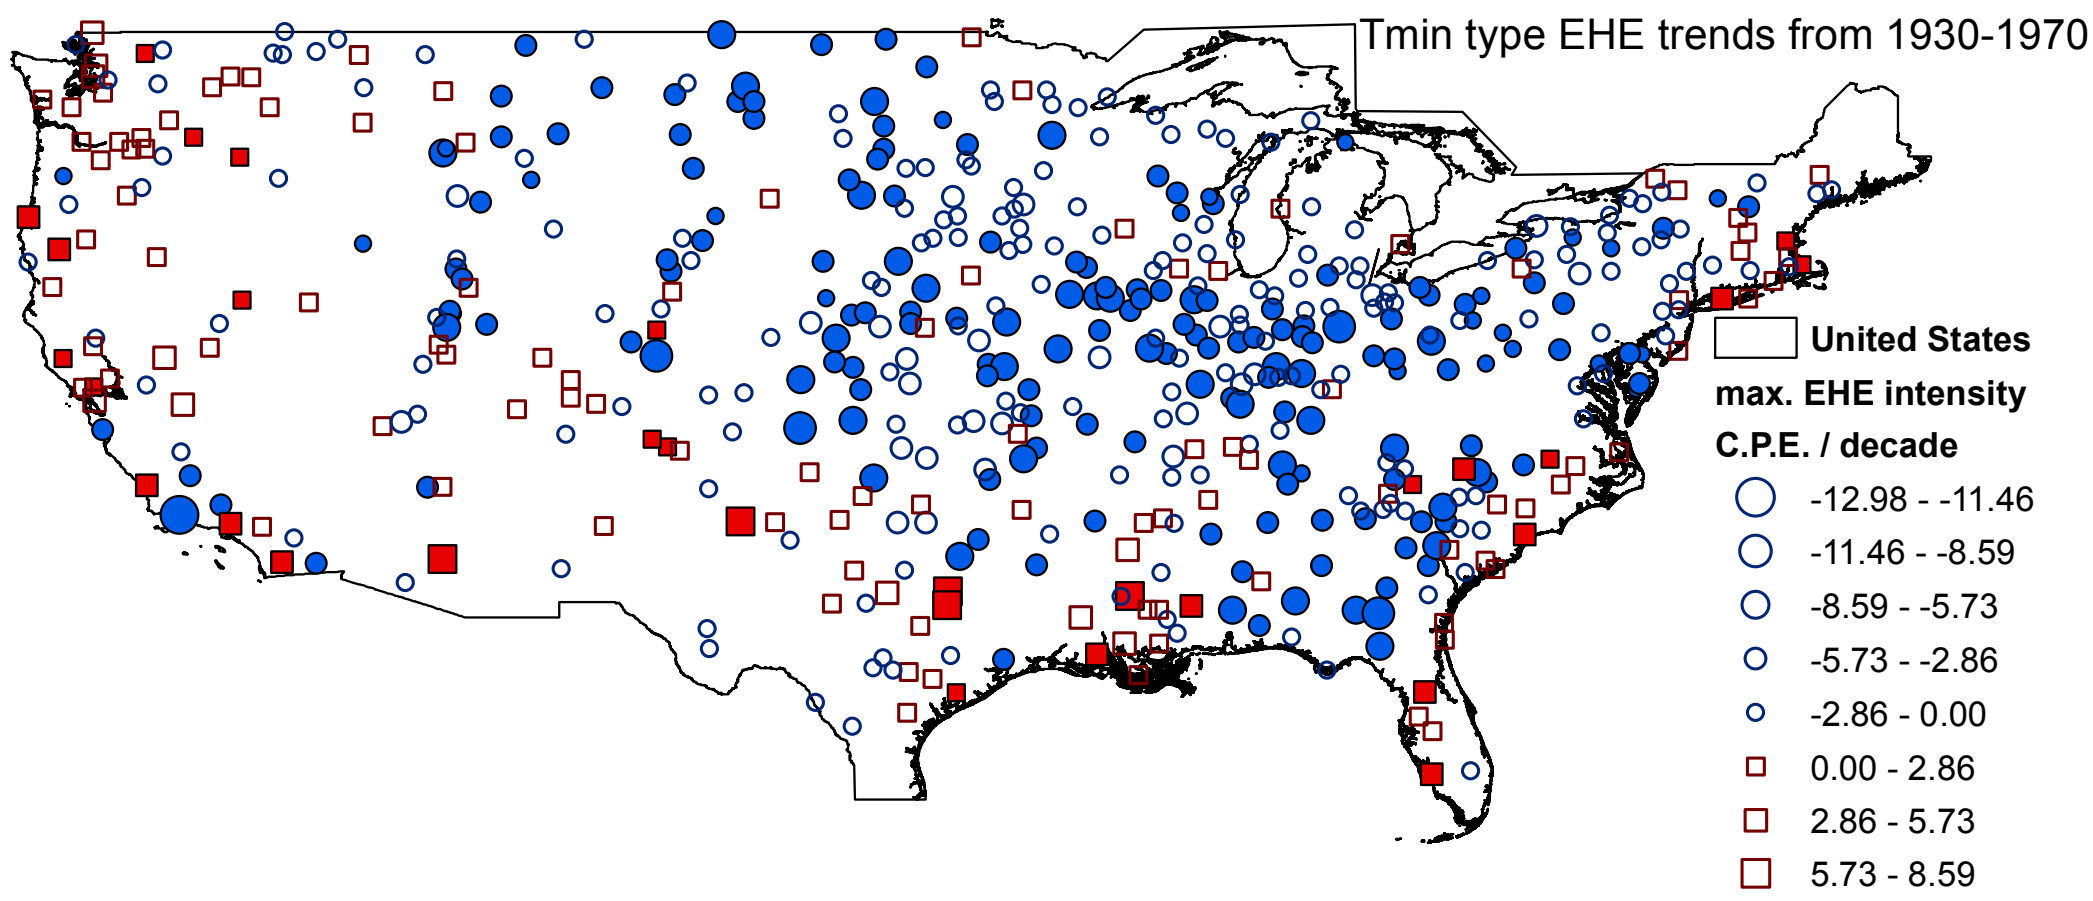 Tmin type EHE trends from 1930-1970
United States
max. EHE intensity
C.P.E. / decade
-12.98 - -11.46
-11.46 - -8.59
-8.59 - -5.73
-5.73 - -2.86
-2.86 - 0.00
0.00 - 2.86
2.86 - 5.73
5.73 - 8.59